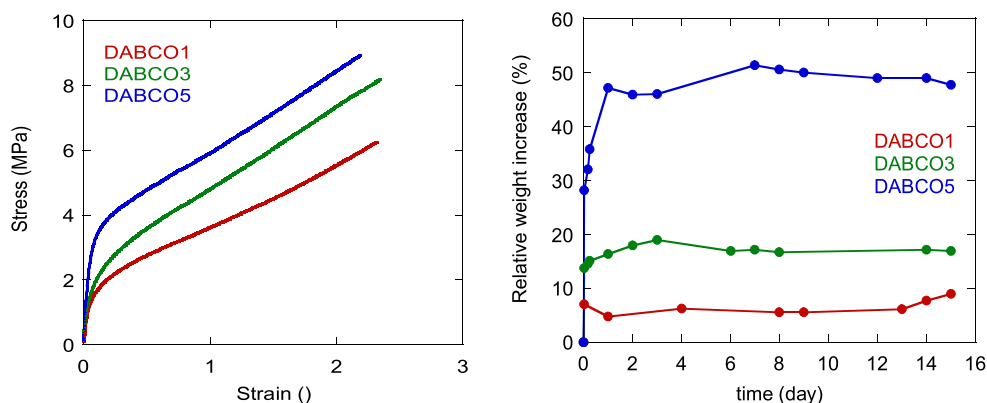 10
8
6
4
2
0
Stress (MPa)
DABCO1
DABCO3
DABCO5
0 1 2 3
Strain ()
60
50
40
30
20
10
0
Relative weight increase (%)
DABCO1
DABCO3
DABCO5
0 2 4 6 8 10 12 14 16
time (day)